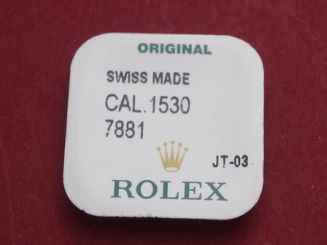 ORIGINAL
SWISS MADE
CAL.1530
7881
JT-03
ROLEX